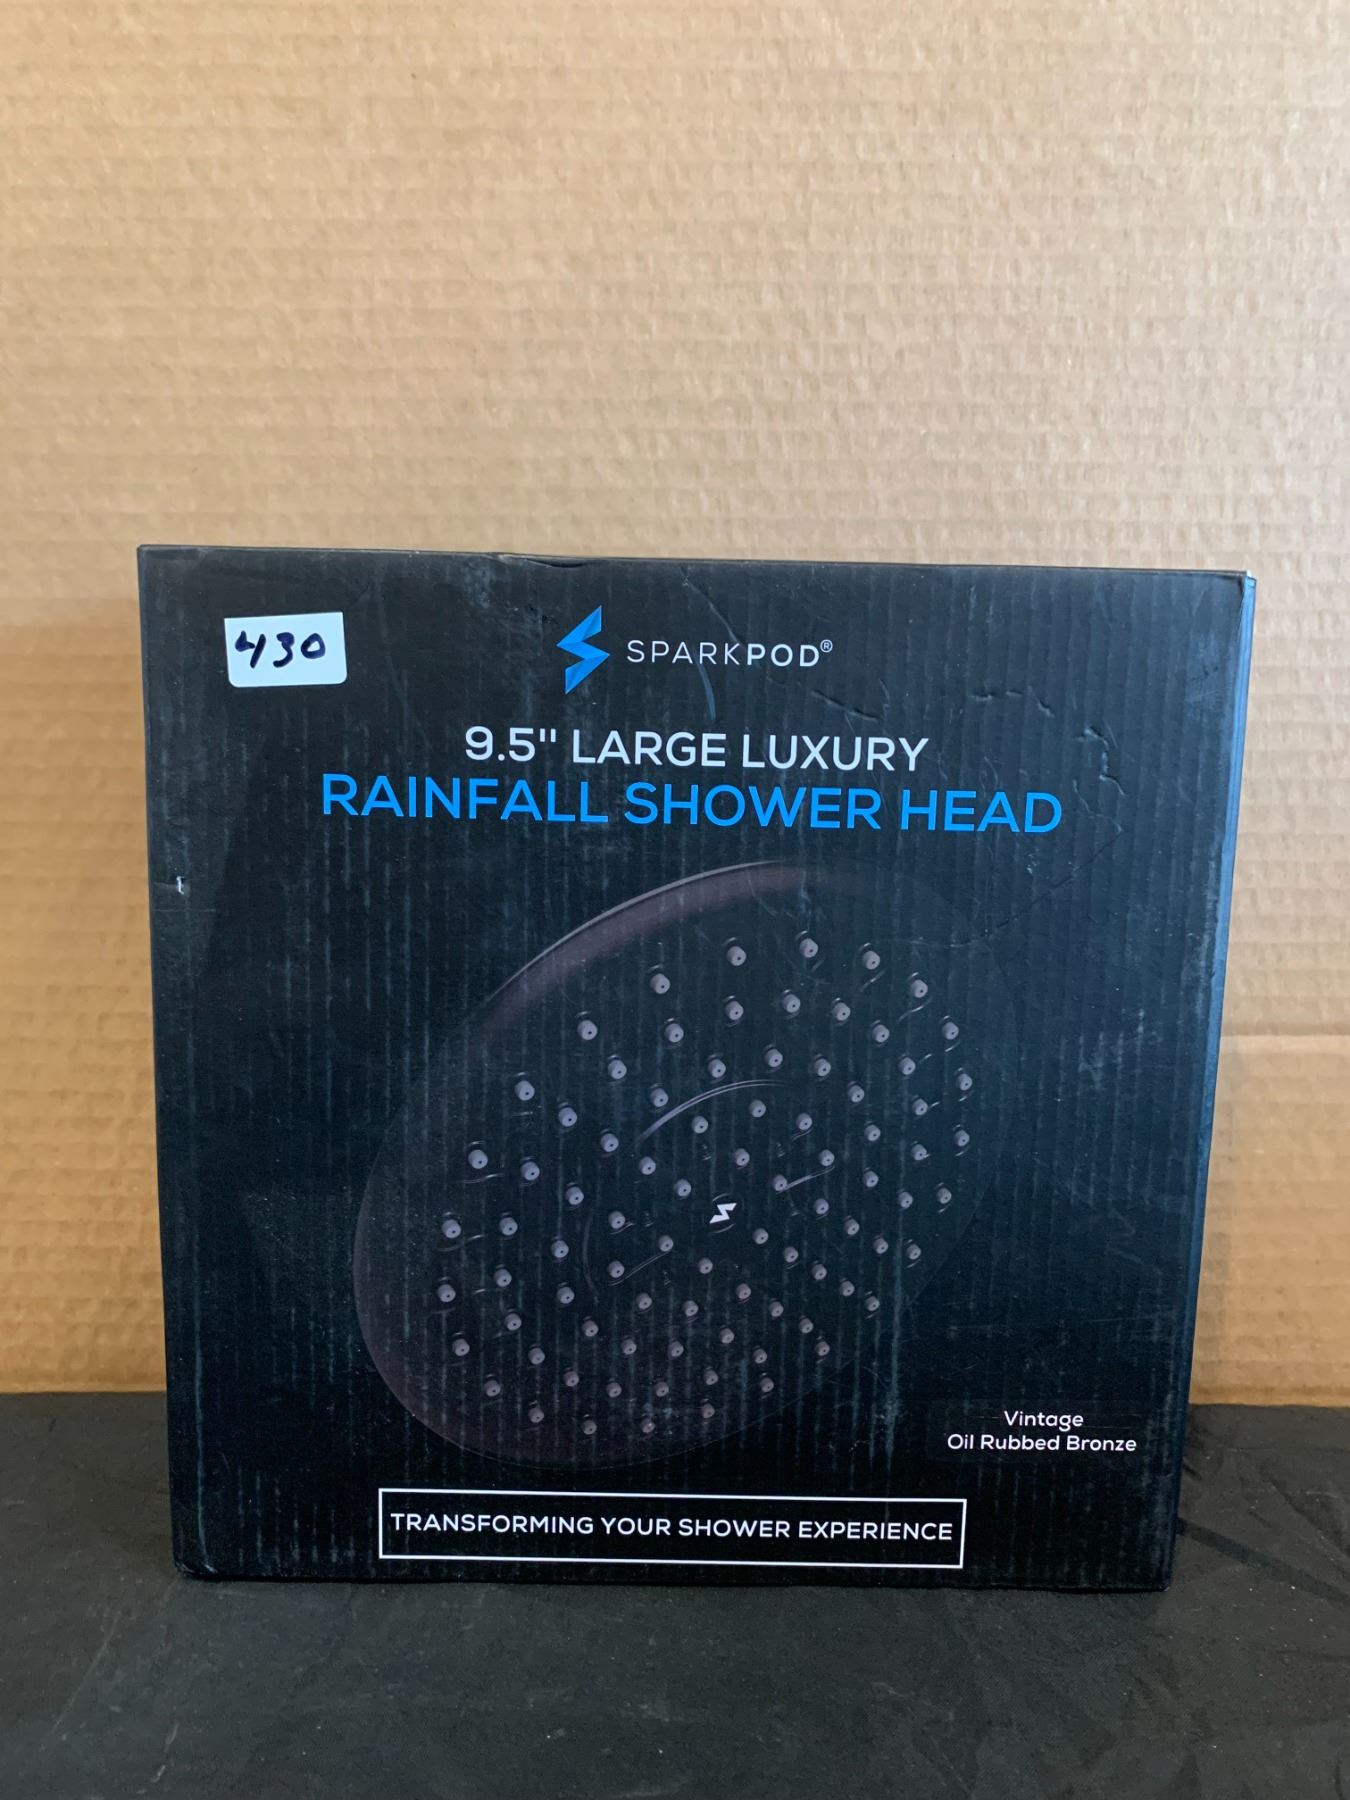 430
SPARKPOD®
9.5" LARGE LUXURY
RAINFALL SHOWER HEAD
Vintage
Oil Rubbed Bronze
TRANSFORMING YOUR SHOWER EXPERIENCE